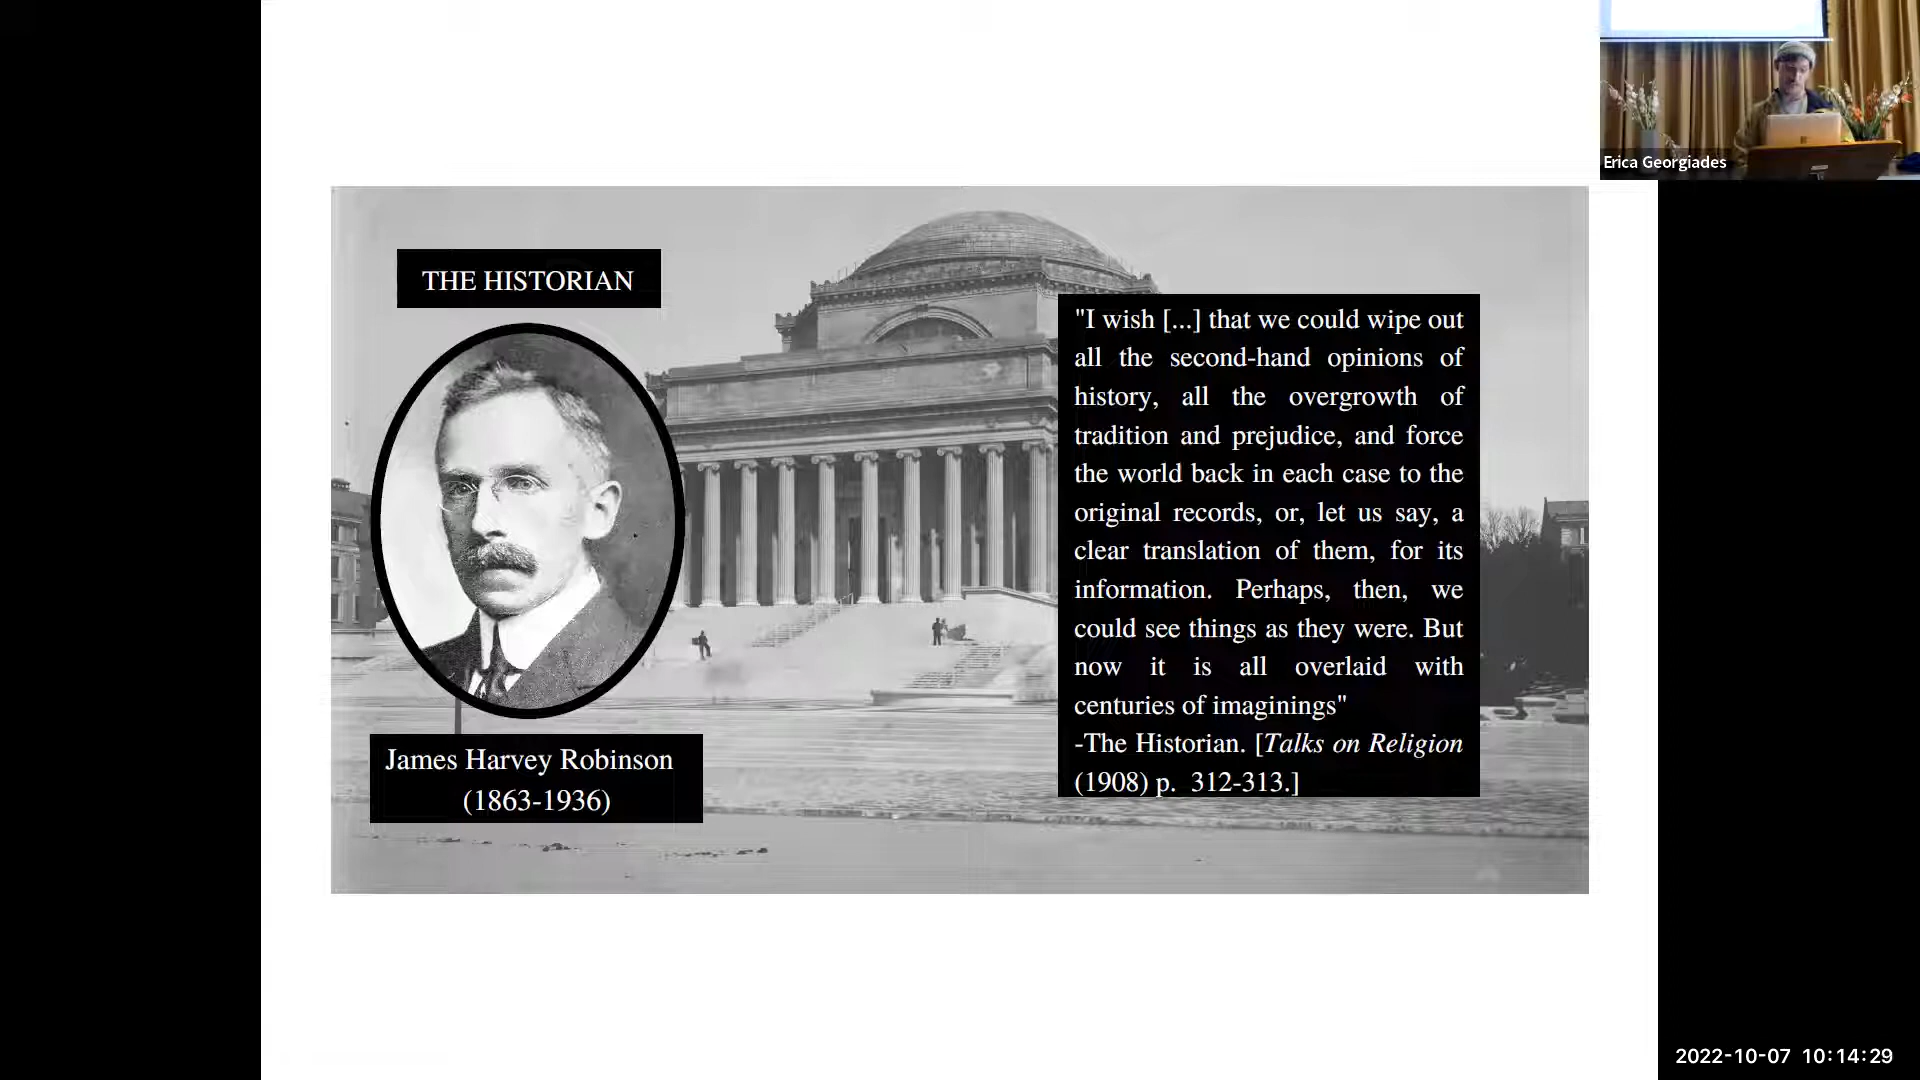 Erica Georgiades
THE HISTORIAN
James Harvey Robinson
(1863-1936)
"I wish [...] that we could wipe out
all the second-hand opinions of
history, all the overgrowth of
tradition and prejudice, and force
the world back in each case to the
original records, or, let us say, a
clear translation of them, for its
information. Perhaps, then, we
could see things as they were. But
now it is all overlaid with
centuries of imaginings"
-The Historian. [Talks on Religion
(1908) p. 312-313.]
2022-10-07 10:14:29